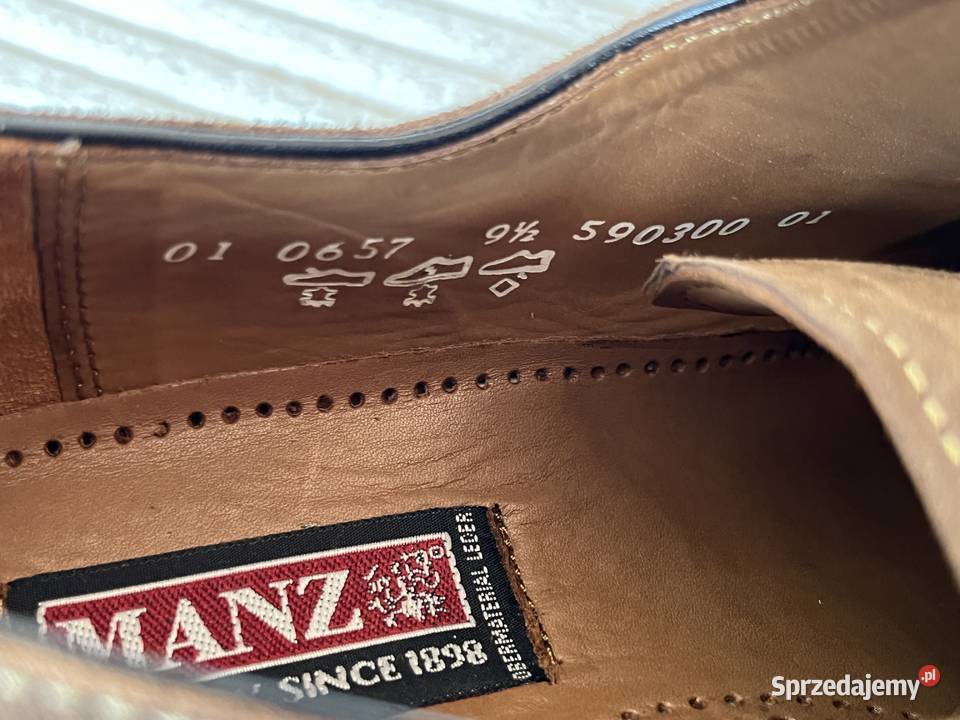 01 0657 9½ 590300 01
MANZ
SINCE 1898
OBERMATERIAL LEDER
Sprzedajemy.pl